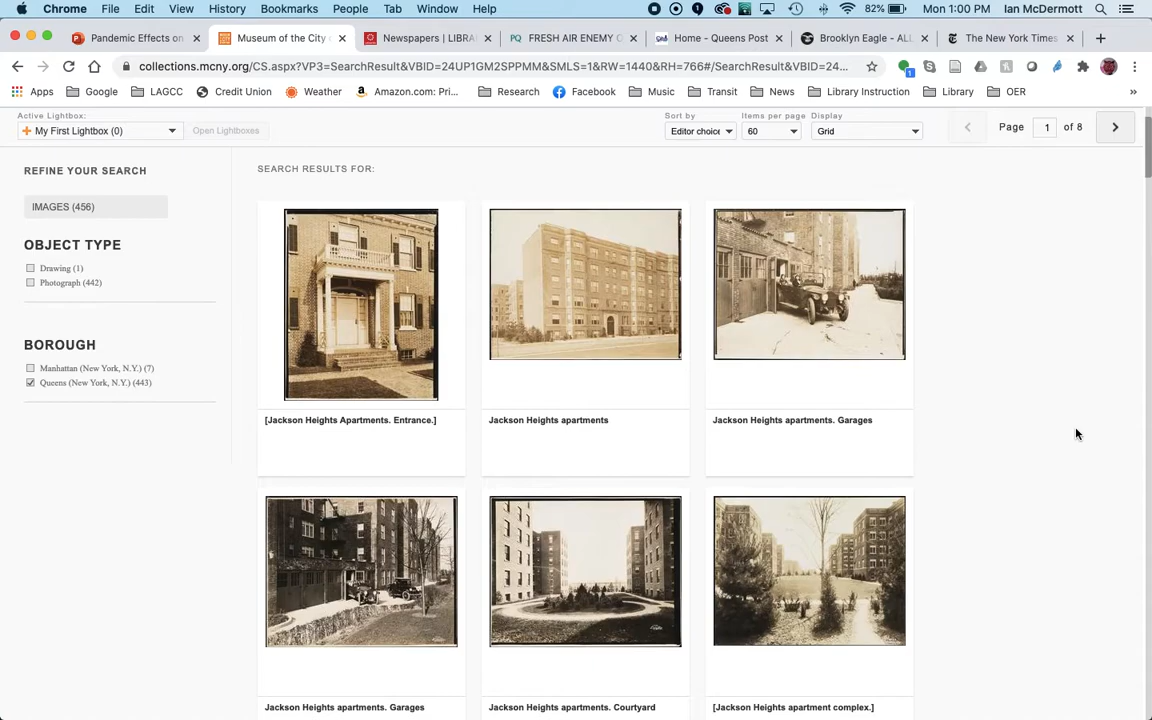 Chrome File Edit View History Bookmarks People Tab Window Help 82% Mon 1:00 PM Ian McDermott
Pandemic Effects on Museum of the City Newspapers | LIBRA PQ FRESH AIR ENEMY C Home - Queens Post Brooklyn Eagle - ALL The New York Times
collections.mcny.org/CS.aspx?VP3=SearchResult&VBID=24UP1GM2SPPMM&SMLS=1&RW=1440&RH=766#/SearchResult&VBID=24... 1
Apps Google LAGCC Credit Union Weather Amazon.com: Pri... Research Facebook Music Transit News Library Instruction Library OER »
Active Lightbox: Sort by Items per page Display
My First Lightbox (0) Open Lightboxes Editor choice 60 Grid Page 1 of 8
REFINE YOUR SEARCH
SEARCH RESULTS FOR:
IMAGES (456)
OBJECT TYPE
Drawing (1)
Photograph (442)
BOROUGH
Manhattan (New York, N.Y.) (7)
Queens (New York, N.Y.) (443)
[Jackson Heights Apartments. Entrance.] Jackson Heights apartments Jackson Heights apartments. Garages
Jackson Heights apartments. Garages Jackson Heights apartments. Courtyard [Jackson Heights apartment complex.]